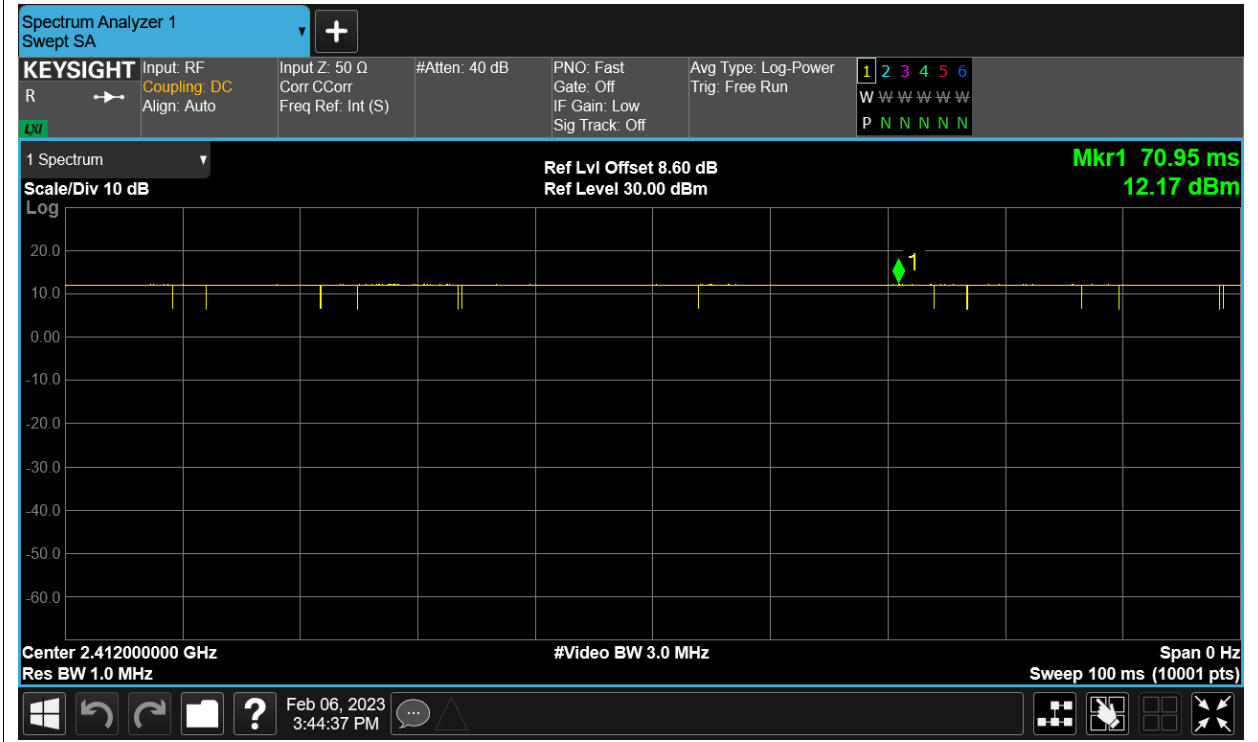 Spectrum Analyzer 1
Swept SA
+
KEYSIGHT
R
LXI
Input: RF
Coupling: DC
Align: Auto
Input Z: 50 Ω
Corr CCorr
Freq Ref: Int (S)
#Atten: 40 dB
PNO: Fast
Gate: Off
IF Gain: Low
Sig Track: Off
Avg Type: Log-Power
Trig: Free Run
1 2 3 4 5 6
W W W W W W
P N N N N N
1 Spectrum
Scale/Div 10 dB
Log
Ref Lvl Offset 8.60 dB
Ref Level 30.00 dBm
Mkr1 70.95 ms
12.17 dBm
1
20.0
10.0
0.00
-10.0
-20.0
-30.0
-40.0
-50.0
-60.0
Center 2.412000000 GHz
Res BW 1.0 MHz
#Video BW 3.0 MHz
Span 0 Hz
Sweep 100 ms (10001 pts)
?
Feb 06, 2023
3:44:37 PM